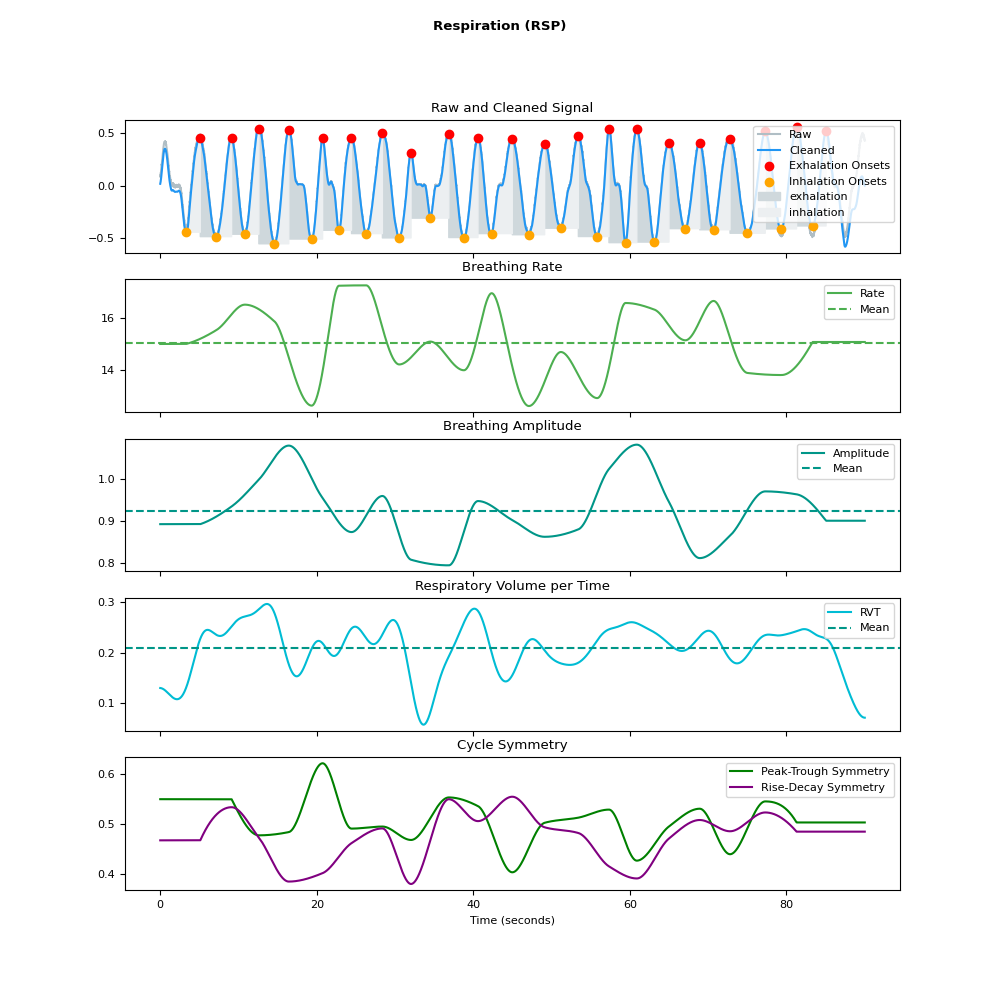 Respiration (RSP)
Raw and Cleaned Signal
0.5
0.0
−0.5
Raw
Cleaned
Exhalation Onsets
Inhalation Onsets
exhalation
inhalation
Breathing Rate
16
14
Rate
Mean
Breathing Amplitude
1.0
0.9
0.8
Amplitude
Mean
Respiratory Volume per Time
0.3
0.2
0.1
RVT
Mean
Cycle Symmetry
0.6
0.5
0.4
Peak-Trough Symmetry
Rise-Decay Symmetry
0 20 40 60 80
Time (seconds)